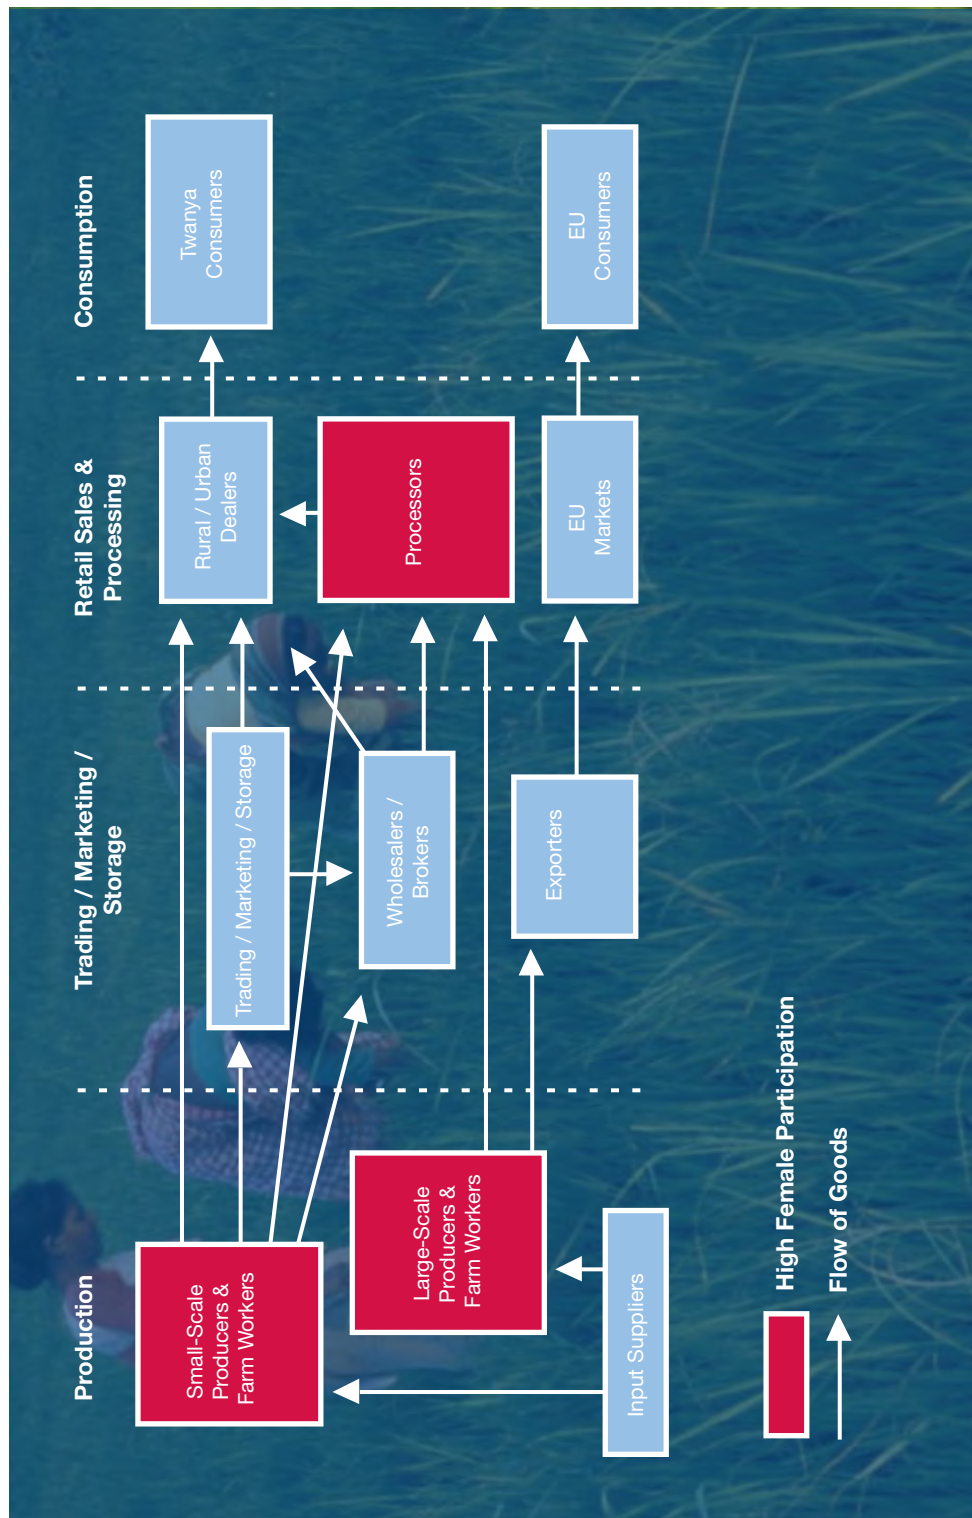 Production
Trading / Marketing /
Storage
Retail Sales &
Processing
Consumption
Small-Scale
Producers &
Farm Workers
Large-Scale
Producers &
Farm Workers
Input Suppliers
Trading / Marketing / Storage
Wholesalers /
Brokers
Exporters
Rural / Urban
Dealers
Processors
EU
Markets
Twanya
Consumers
EU
Consumers
High Female Participation
Flow of Goods